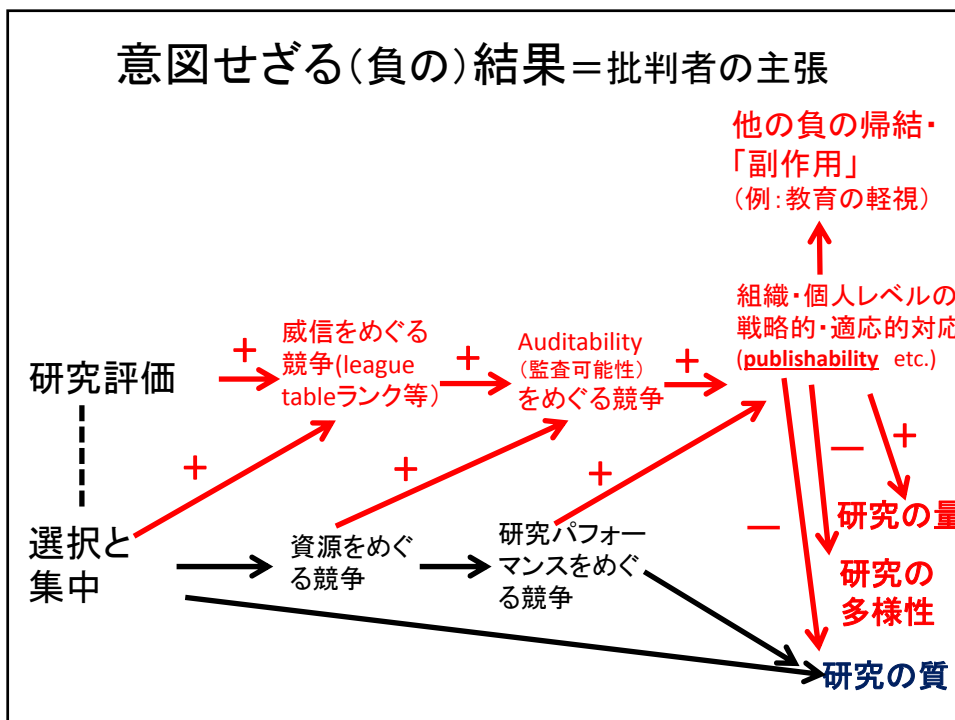 意図せざる（負の）結果＝批判者の主張
他の負の帰結・
「副作用」
（例：教育の軽視）
組織・個人レベルの
戦略的・適応的対応
(publishability etc.)
威信をめぐる
競争(league
tableランク等）
Auditability
（監査可能性）
をめぐる競争
研究評価
+
+
+
+
+
+
+
―
―
選択と
集中
資源をめぐ
る競争
研究パフォー
マンスをめぐ
る競争
研究の量
研究の
多様性
研究の質